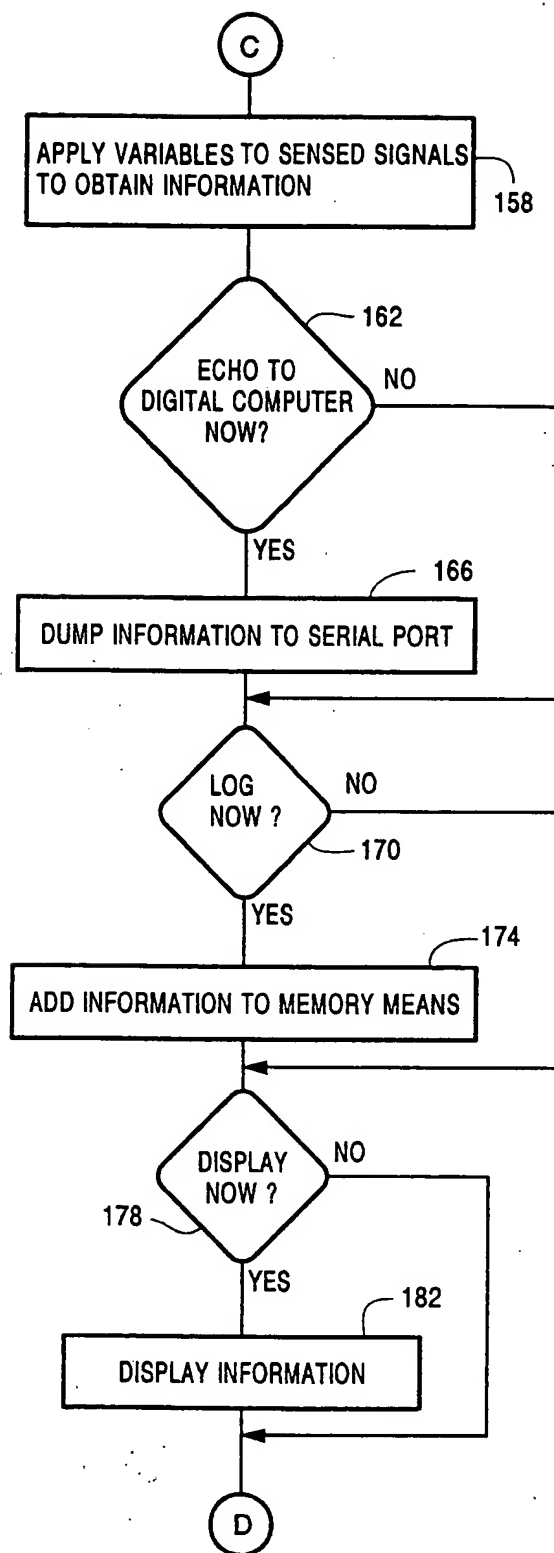 C
APPLY VARIABLES TO SENSED SIGNALS
TO OBTAIN INFORMATION
158
162
ECHO TO
DIGITAL COMPUTER
NOW?
NO
YES
166
DUMP INFORMATION TO SERIAL PORT
LOG
NOW ?
NO
170
YES
174
ADD INFORMATION TO MEMORY MEANS
DISPLAY
NOW ?
NO
178
YES
182
DISPLAY INFORMATION
D